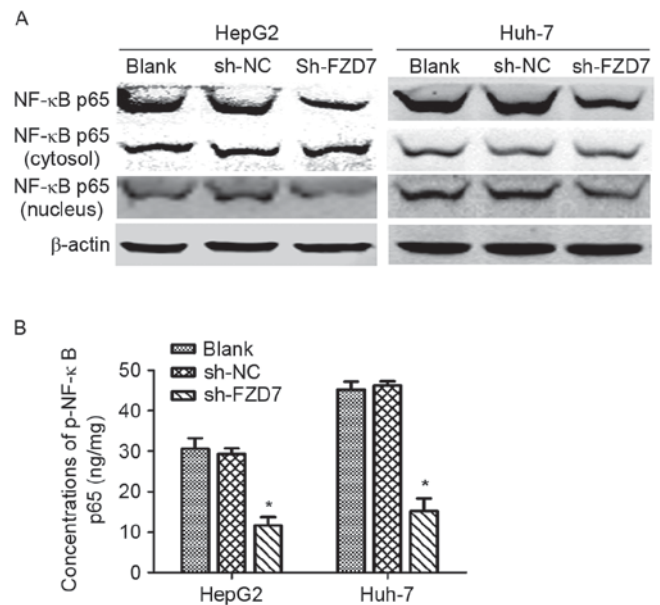 A
HepG2
Huh-7
Blank sh-NC Sh-FZD7
Blank sh-NC sh-FZD7
NF-κB p65
NF-κB p65
(cytosol)
NF-κB p65
(nucleus)
β-actin
B
Blank
sh-NC
sh-FZD7
Concentrations of p-NF-κ B
p65 (ng/mg)
50
40
30
20
10
0
*
*
HepG2
Huh-7